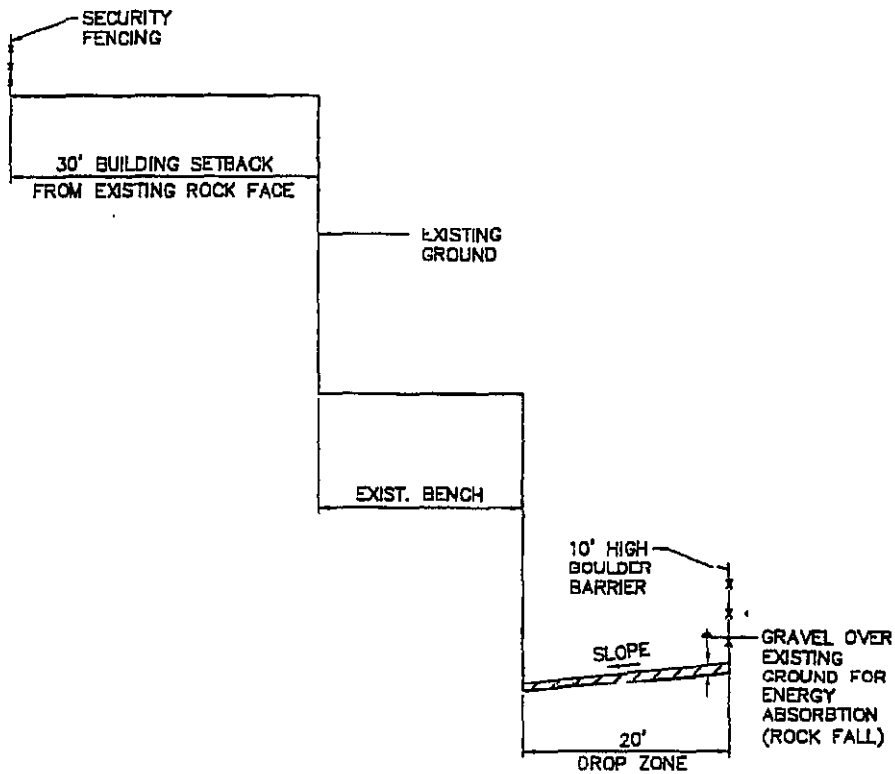 SECURITY
FENCING
30' BUILDING SETBACK
FROM EXISTING ROCK FACE
EXISTING
GROUND
EXIST. BENCH
10' HIGH
BOULDER
BARRIER
SLOPE
GRAVEL OVER
EXISTING
GROUND FOR
ENERGY
ABSORBTION
(ROCK FALL)
20'
DROP ZONE